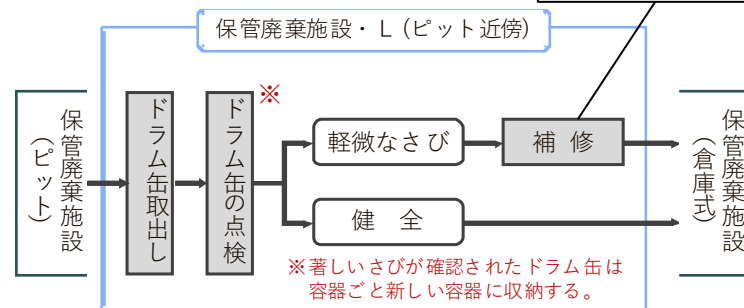 保管廃棄施設・L(ピット近傍)
保管廃棄施設
(ピット)
ドラム缶取出し
ドラム缶の点検
※
軽微なさび
補 修
健 全
保管廃棄施設
(倉庫式)
※著しいさびが確認されたドラム缶は
容器ごと新しい容器に収納する。